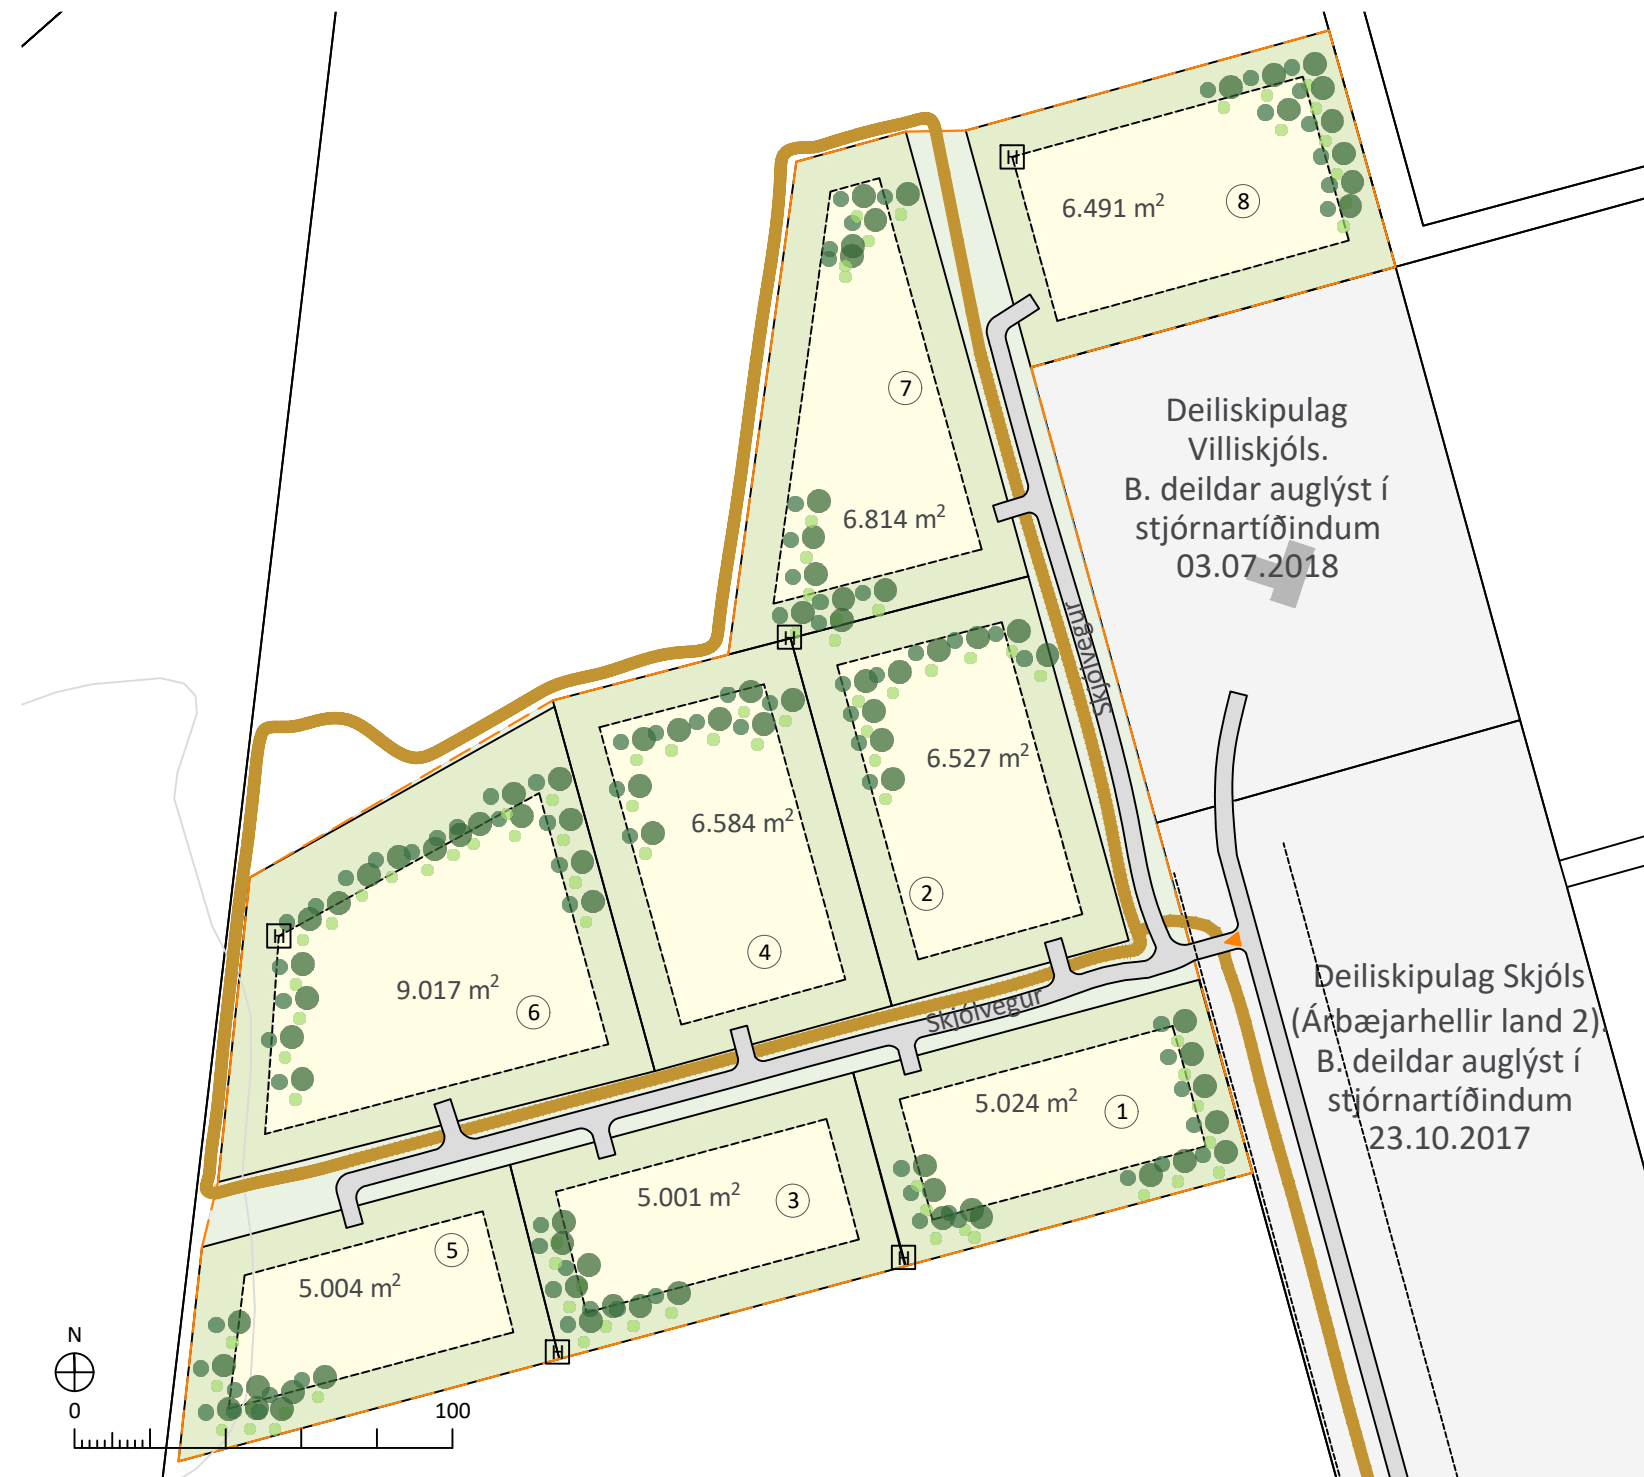 H
6.491 m²
8
7
6.814 m²
H
Deiliskipulag
Villiskjóls.
B. deildar auglýst í
stjórnartíðindum
03.07.2018
Skjólvegur
6.527 m²
2
6.584 m²
4
H
9.017 m²
6
Skjólvegur
Deiliskipulag Skjóls
(Árbæjarhellir land 2).
B. deildar auglýst í
stjórnartíðindum
23.10.2017
5.024 m²
1
H
5.001 m²
3
H
5
5.004 m²
N
0 100